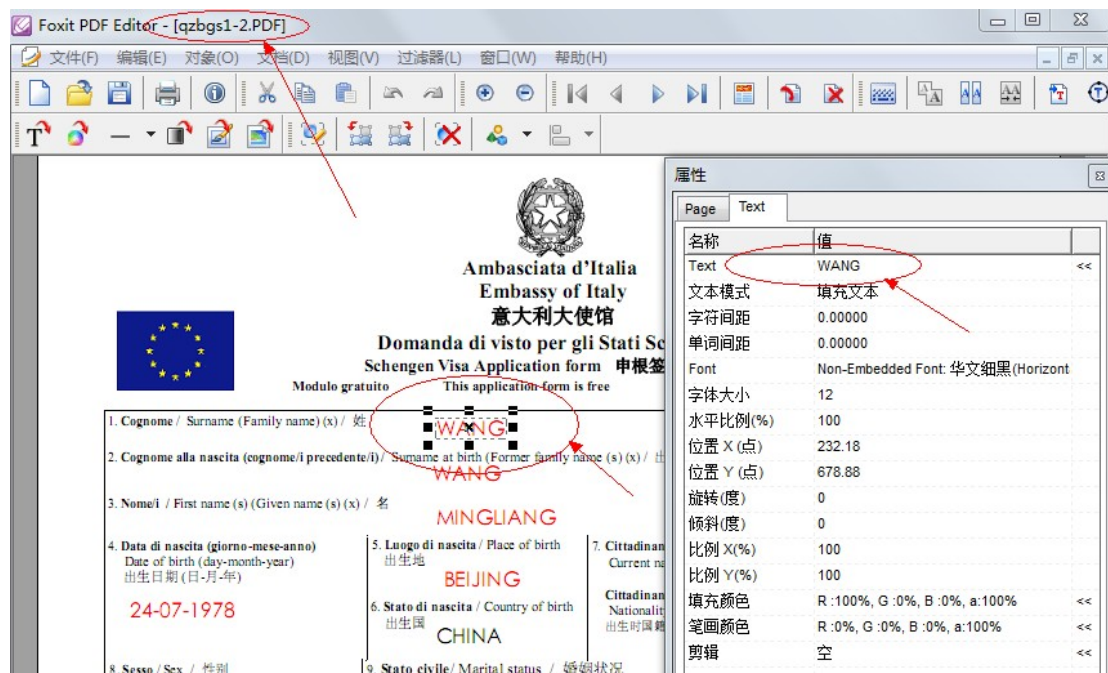 Foxit PDF Editor - [qzbgs1-2.PDF]
文件(F) 编辑(E) 对象(O) 文档(D) 视图(V) 过滤器(L) 窗口(W) 帮助(H)
属性
Page Text
名称 值
Text WANG <<
文本模式 填充文本
字符间距 0.00000
单词间距 0.00000
Font Non-Embedded Font: 华文细黑(Horizont
字体大小 12
水平比例(%) 100
位置 X (点) 232.18
位置 Y (点) 678.88
旋转(度) 0
倾斜(度) 0
比例 X(%) 100
比例 Y(%) 100
填充颜色 R :100%, G :0%, B :0%, a:100% <<
笔画颜色 R :0%, G :0%, B :0%, a:100% <<
剪辑 空 <<
Ambasciata d'Italia
Embassy of Italy
意大利大使馆
Domanda di visto per gli Stati Sc
Schengen Visa Application form 申根签
Modulo gratuito This application form is free
1. Cognome / Surname (Family name) (x) / 姓
WANG
2. Cognome alla nascita (cognome/i precedente/i) / Surname at birth (Former family name (s) (x) / 出
WANG
3. Nome/i / First name (s) (Given name (s) (x) / 名
MINGLIANG
4. Data di nascita (giorno-mese-anno)
Date of birth (day-month-year)
出生日期 (日-月-年)
24-07-1978
5. Luogo di nascita / Place of birth
出生地
BEIJING
6. Stato di nascita / Country of birth
出生国
CHINA
7. Cittadinan
Current na
Cittadinan
Nationalit
出生时国籍
8. Sesso / Sex / 性别
9. Stato civile / Marital status / 婚姻状况